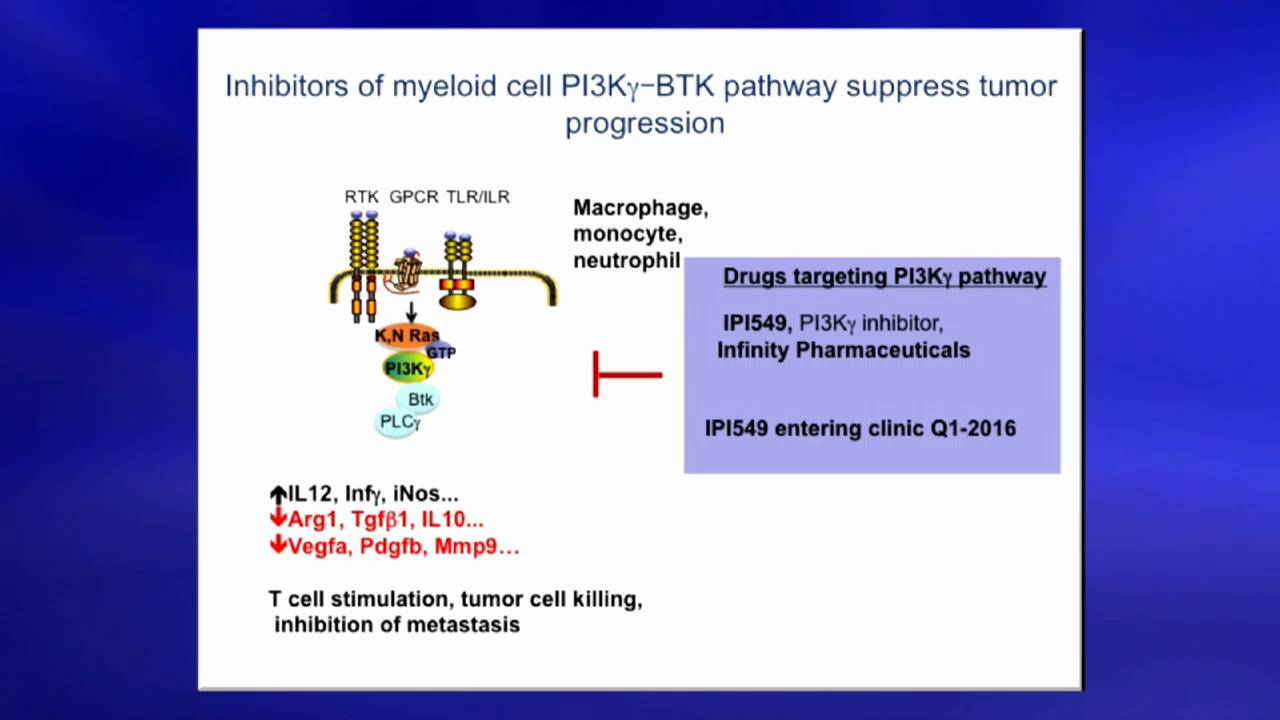 Inhibitors of myeloid cell PI3Kγ−BTK pathway suppress tumor
progression
RTK GPCR TLR/ILR
Macrophage,
monocyte,
neutrophil
Drugs targeting PI3Kγ pathway
IPI549, PI3Kγ inhibitor,
Infinity Pharmaceuticals
IPI549 entering clinic Q1-2016
K,N Ras
GTP
PI3Kγ
Btk
PLCγ
↑IL12, Infγ, iNos...
↓Arg1, Tgfβ1, IL10...
↓Vegfa, Pdgfb, Mmp9...
T cell stimulation, tumor cell killing,
inhibition of metastasis